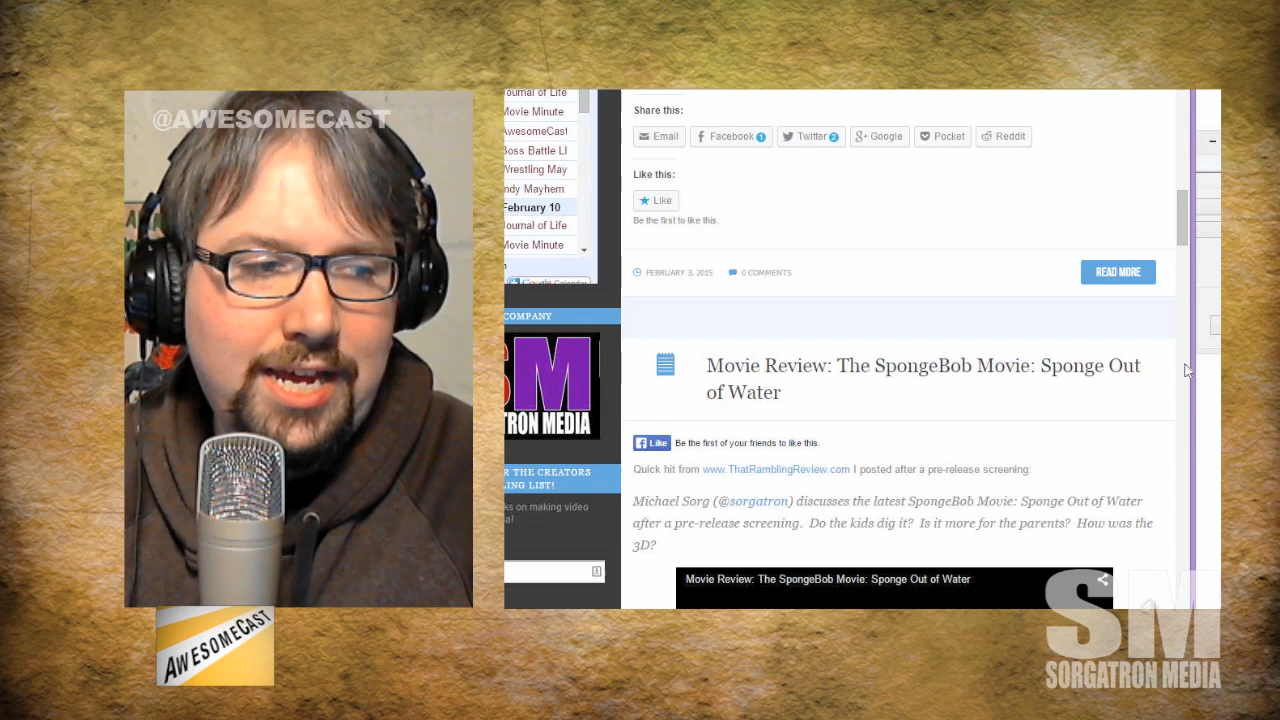 @AWESOMECAST
Journal of Life
Movie Minute
AwesomeCast
Boss Battle LI
Wrestling May
Indy Mayhem
February 10
Journal of Life
Movie Minute
Google Calendar
COMPANY
SM
TRON MEDIA
R THE CREATORS
ING LIST!
ks on making video
a!
Share this:
Email
Facebook 1
Twitter 2
Google
Pocket
Reddit
Like this:
Like
Be the first to like this.
FEBRUARY 3, 2015
0 COMMENTS
READ MORE
Movie Review: The SpongeBob Movie: Sponge Out
of Water
Like
Be the first of your friends to like this.
Quick hit from www.ThatRamblingReview.com I posted after a pre-release screening:
Michael Sorg (@sorgatron) discusses the latest SpongeBob Movie: Sponge Out of Water
after a pre-release screening. Do the kids dig it? Is it more for the parents? How was the
3D?
Movie Review: The SpongeBob Movie: Sponge Out of Water
AWESOMECAST
SM
SORGATRON MEDIA